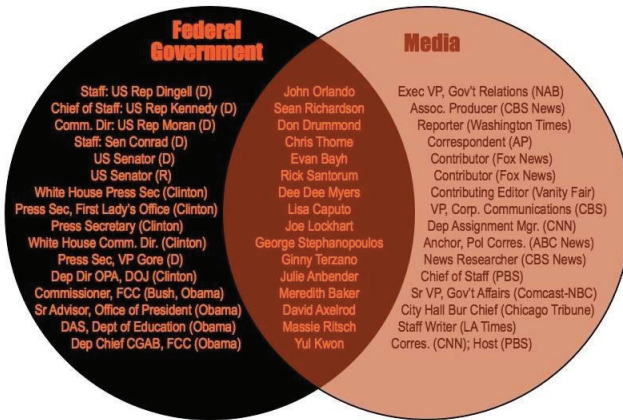 Federal
Government
Media
Staff: US Rep Dingell (D) John Orlando Exec VP, Gov't Relations (NAB)
Chief of Staff: US Rep Kennedy (D) Sean Richardson Assoc. Producer (CBS News)
Comm. Dir: US Rep Moran (D) Don Drummond Reporter (Washington Times)
Staff: Sen Conrad (D) Chris Thorne Correspondent (AP)
US Senator (D) Evan Bayh Contributor (Fox News)
US Senator (R) Rick Santorum Contributor (Fox News)
White House Press Sec (Clinton) Dee Dee Myers Contributing Editor (Vanity Fair)
Press Sec, First Lady's Office (Clinton) Lisa Caputo VP, Corp. Communications (CBS)
Press Secretary (Clinton) Joe Lockhart Dep Assignment Mgr. (CNN)
White House Comm. Dir. (Clinton) George Stephanopoulos Anchor, Pol Corres. (ABC News)
Press Sec, VP Gore (D) Ginny Terzano News Researcher (CBS News)
Dep Dir OPA, DOJ (Clinton) Julie Anbender Chief of Staff (PBS)
Commissioner, FCC (Bush, Obama) Meredith Baker Sr VP, Gov't Affairs (Comcast-NBC)
Sr Advisor, Office of President (Obama) David Axelrod City Hall Bur Chief (Chicago Tribune)
DAS, Dept of Education (Obama) Massie Ritsch Staff Writer (LA Times)
Dep Chief CGAB, FCC (Obama) Yul Kwon Corres. (CNN); Host (PBS)